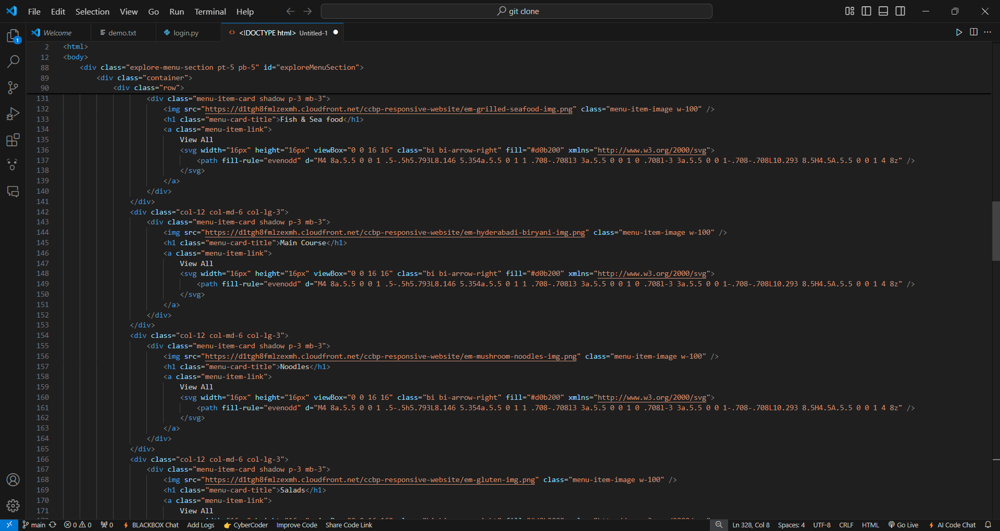 File Edit Selection View Go Run Terminal Help git clone
Welcome demo.txt login.py <> <!DOCTYPE html> Untitled-1
1
2 <html>
12 <body>
88 <div class="explore-menu-section pt-5 pb-5" id="exploreMenuSection">
89 <div class="container">
90 <div class="row">
131 <div class="menu-item-card shadow p-3 mb-3">
132 <img src="https://d1tgh8fmlzexmh.cloudfront.net/ccbp-responsive-website/em-grilled-seafood-img.png" class="menu-item-image w-100" />
133 <h1 class="menu-card-title">Fish & Sea food</h1>
134 <a class="menu-item-link">
135 View All
136 <svg width="16px" height="16px" viewBox="0 0 16 16" class="bi bi-arrow-right" fill="#d0b200" xmlns="http://www.w3.org/2000/svg">
137 <path fill-rule="evenodd" d="M4 8a.5.5 0 0 1 .5-.5h5.793L8.146 5.354a.5.5 0 1 1 .708-.708l3 3a.5.5 0 0 1 0 .708l-3 3a.5.5 0 0 1-.708-.708L10.293 8.5H4.5A.5.5 0 0 1 4 8z" />
138 </svg>
139 </a>
140 </div>
141 </div>
142 <div class="col-12 col-md-6 col-lg-3">
143 <div class="menu-item-card shadow p-3 mb-3">
144 <img src="https://d1tgh8fmlzexmh.cloudfront.net/ccbp-responsive-website/em-hyderabadi-biryani-img.png" class="menu-item-image w-100" />
145 <h1 class="menu-card-title">Main Course</h1>
146 <a class="menu-item-link">
147 View All
148 <svg width="16px" height="16px" viewBox="0 0 16 16" class="bi bi-arrow-right" fill="#d0b200" xmlns="http://www.w3.org/2000/svg">
149 <path fill-rule="evenodd" d="M4 8a.5.5 0 0 1 .5-.5h5.793L8.146 5.354a.5.5 0 1 1 .708-.708l3 3a.5.5 0 0 1 0 .708l-3 3a.5.5 0 0 1-.708-.708L10.293 8.5H4.5A.5.5 0 0 1 4 8z" />
150 </svg>
151 </a>
152 </div>
153 </div>
154 <div class="col-12 col-md-6 col-lg-3">
155 <div class="menu-item-card shadow p-3 mb-3">
156 <img src="https://d1tgh8fmlzexmh.cloudfront.net/ccbp-responsive-website/em-mushroom-noodles-img.png" class="menu-item-image w-100" />
157 <h1 class="menu-card-title">Noodles</h1>
158 <a class="menu-item-link">
159 View All
160 <svg width="16px" height="16px" viewBox="0 0 16 16" class="bi bi-arrow-right" fill="#d0b200" xmlns="http://www.w3.org/2000/svg">
161 <path fill-rule="evenodd" d="M4 8a.5.5 0 0 1 .5-.5h5.793L8.146 5.354a.5.5 0 1 1 .708-.708l3 3a.5.5 0 0 1 0 .708l-3 3a.5.5 0 0 1-.708-.708L10.293 8.5H4.5A.5.5 0 0 1 4 8z" />
162 </svg>
163 </a>
164 </div>
165 </div>
166 <div class="col-12 col-md-6 col-lg-3">
167 <div class="menu-item-card shadow p-3 mb-3">
168 <img src="https://d1tgh8fmlzexmh.cloudfront.net/ccbp-responsive-website/em-gluten-img.png" class="menu-item-image w-100" />
169 <h1 class="menu-card-title">Salads</h1>
170 <a class="menu-item-link">
171 View All
main 0 0 0 BLACKBOX Chat Add Logs 👉 CyberCoder Improve Code Share Code Link Ln 328, Col 8 Spaces: 4 UTF-8 CRLF HTML Go Live AI Code Chat